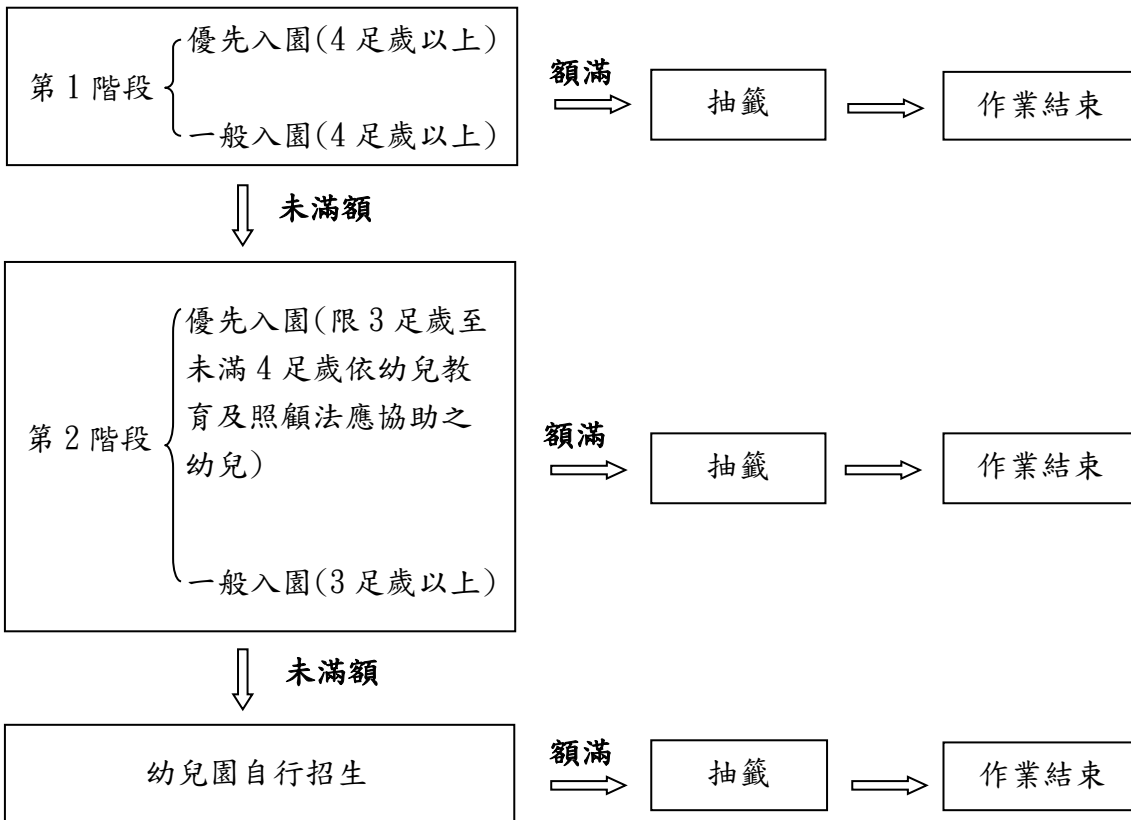 優先入園(4 足歲以上)
第 1 階段
一般入園(4 足歲以上)
額滿
抽籤
作業結束
未滿額
優先入園(限 3 足歲至
未滿 4 足歲依幼兒教
育及照顧法應協助之
幼兒)
第 2 階段
一般入園(3 足歲以上)
額滿
抽籤
作業結束
未滿額
幼兒園自行招生
額滿
抽籤
作業結束